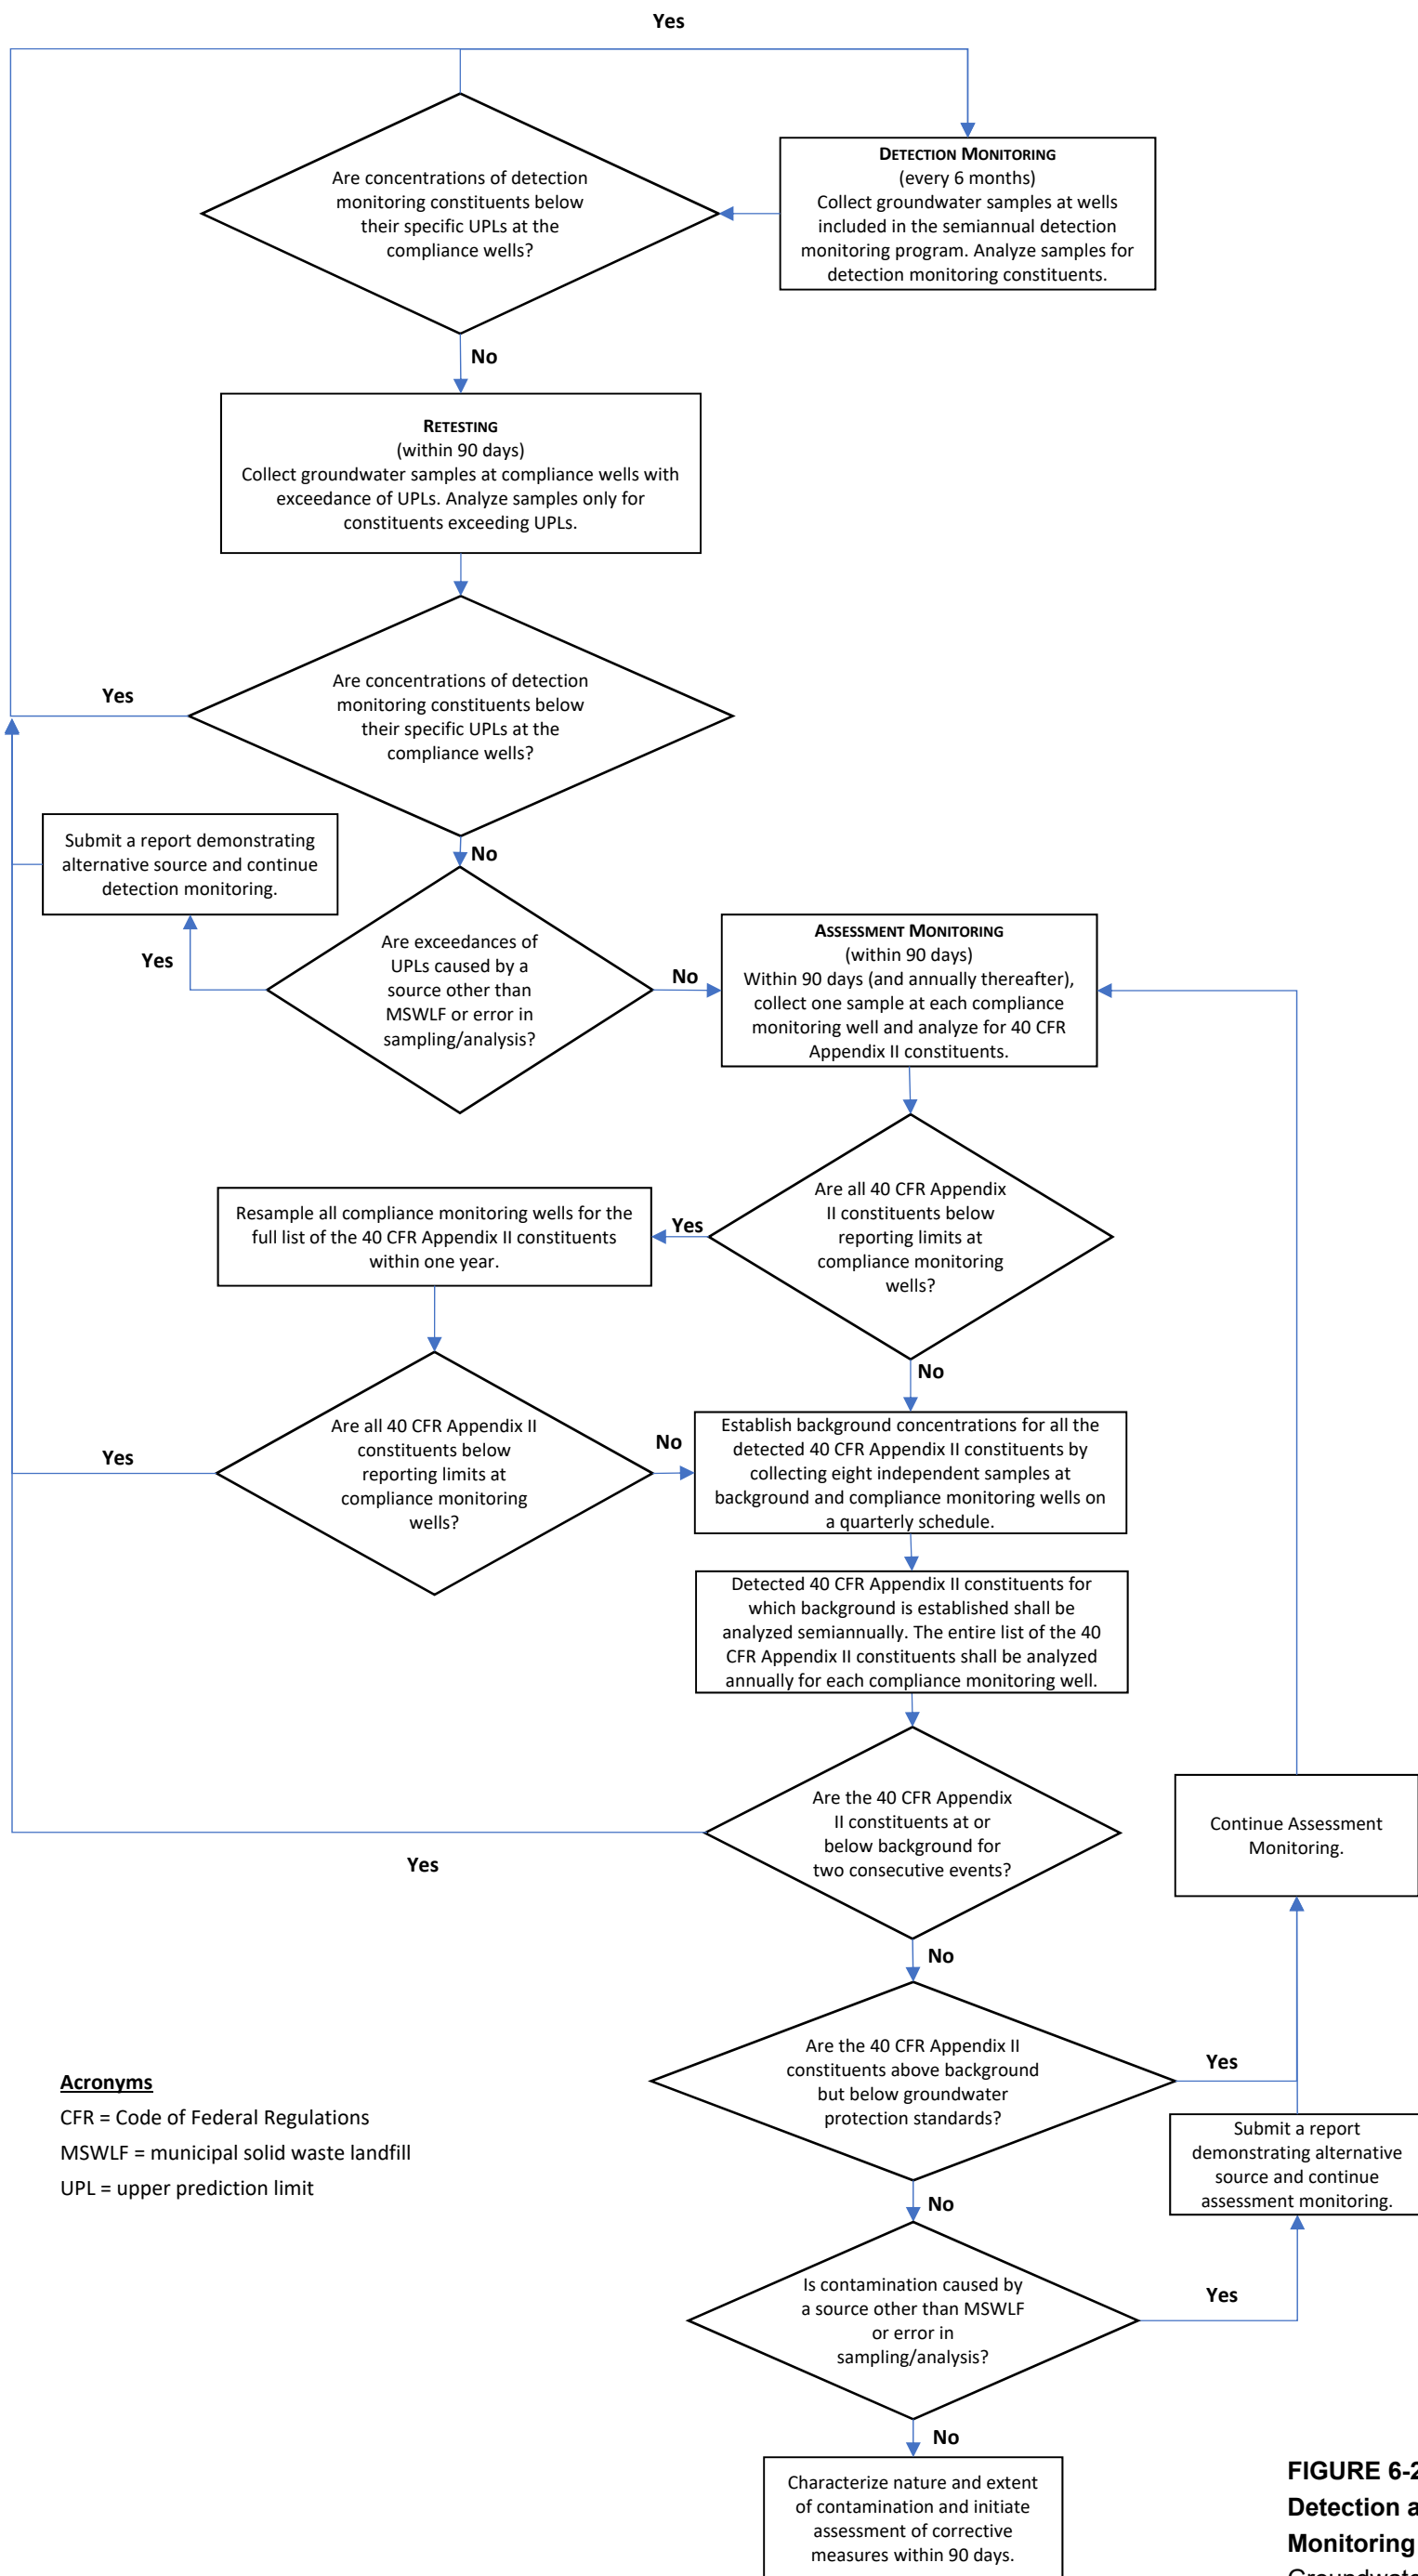 Yes
DETECTION MONITORING
(every 6 months)
Collect groundwater samples at wells
included in the semiannual detection
monitoring program. Analyze samples for
detection monitoring constituents.
Are concentrations of detection
monitoring constituents below
their specific UPLs at the
compliance wells?
No
RETESTING
(within 90 days)
Collect groundwater samples at compliance wells with
exceedance of UPLs. Analyze samples only for
constituents exceeding UPLs.
Are concentrations of detection
monitoring constituents below
their specific UPLs at the
compliance wells?
Yes
No
Submit a report demonstrating
alternative source and continue
detection monitoring.
Are exceedances of
UPLs caused by a
source other than
MSWLF or error in
sampling/analysis?
Yes
No
ASSESSMENT MONITORING
(within 90 days)
Within 90 days (and annually thereafter),
collect one sample at each compliance
monitoring well and analyze for 40 CFR
Appendix II constituents.
Are all 40 CFR Appendix
II constituents below
reporting limits at
compliance monitoring
wells?
Yes
Resample all compliance monitoring wells for the
full list of the 40 CFR Appendix II constituents
within one year.
No
Are all 40 CFR Appendix II
constituents below
reporting limits at
compliance monitoring
wells?
Yes
No
Establish background concentrations for all the
detected 40 CFR Appendix II constituents by
collecting eight independent samples at
background and compliance monitoring wells on
a quarterly schedule.
Detected 40 CFR Appendix II constituents for
which background is established shall be
analyzed semiannually. The entire list of the 40
CFR Appendix II constituents shall be analyzed
annually for each compliance monitoring well.
Are the 40 CFR Appendix
II constituents at or
below background for
two consecutive events?
Yes
No
Continue Assessment
Monitoring.
Are the 40 CFR Appendix II
constituents above background
but below groundwater
protection standards?
Yes
No
Submit a report
demonstrating alternative
source and continue
assessment monitoring.
Is contamination caused by
a source other than MSWLF
or error in
sampling/analysis?
Yes
No
Characterize nature and extent
of contamination and initiate
assessment of corrective
measures within 90 days.
Acronyms
CFR = Code of Federal Regulations
MSWLF = municipal solid waste landfill
UPL = upper prediction limit
FIGURE 6-2
Detection a
Monitoring